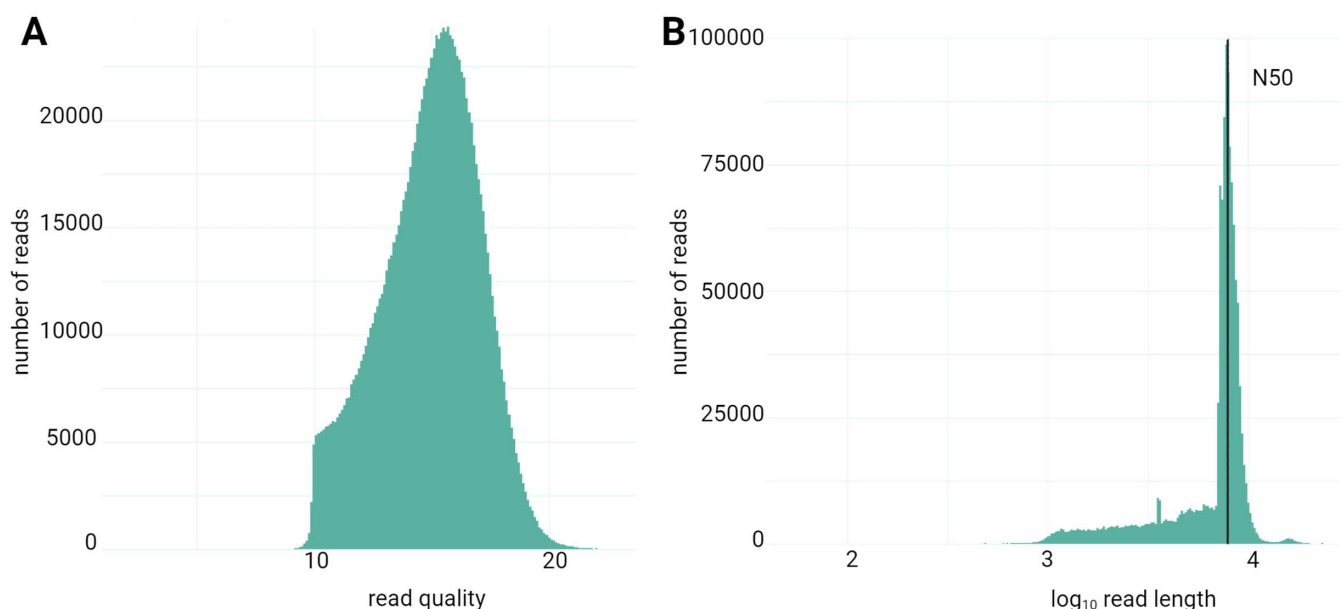 A
number of reads
20000
15000
10000
5000
0
10
20
read quality
B
number of reads
100000
75000
50000
25000
0
2
3
4
N50
log₁₀ read length